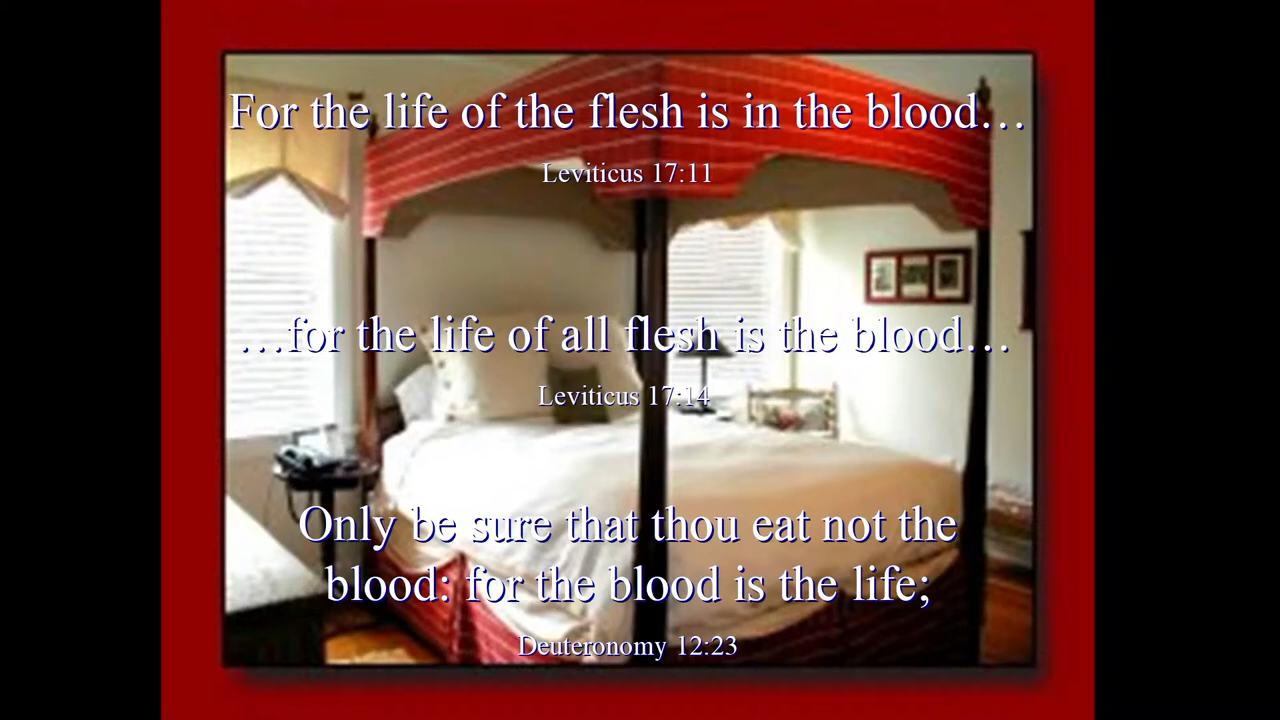 For the life of the flesh is in the blood…
Leviticus 17:11
…for the life of all flesh is the blood…
Leviticus 17:14
Only be sure that thou eat not the
blood: for the blood is the life;
Deuteronomy 12:23